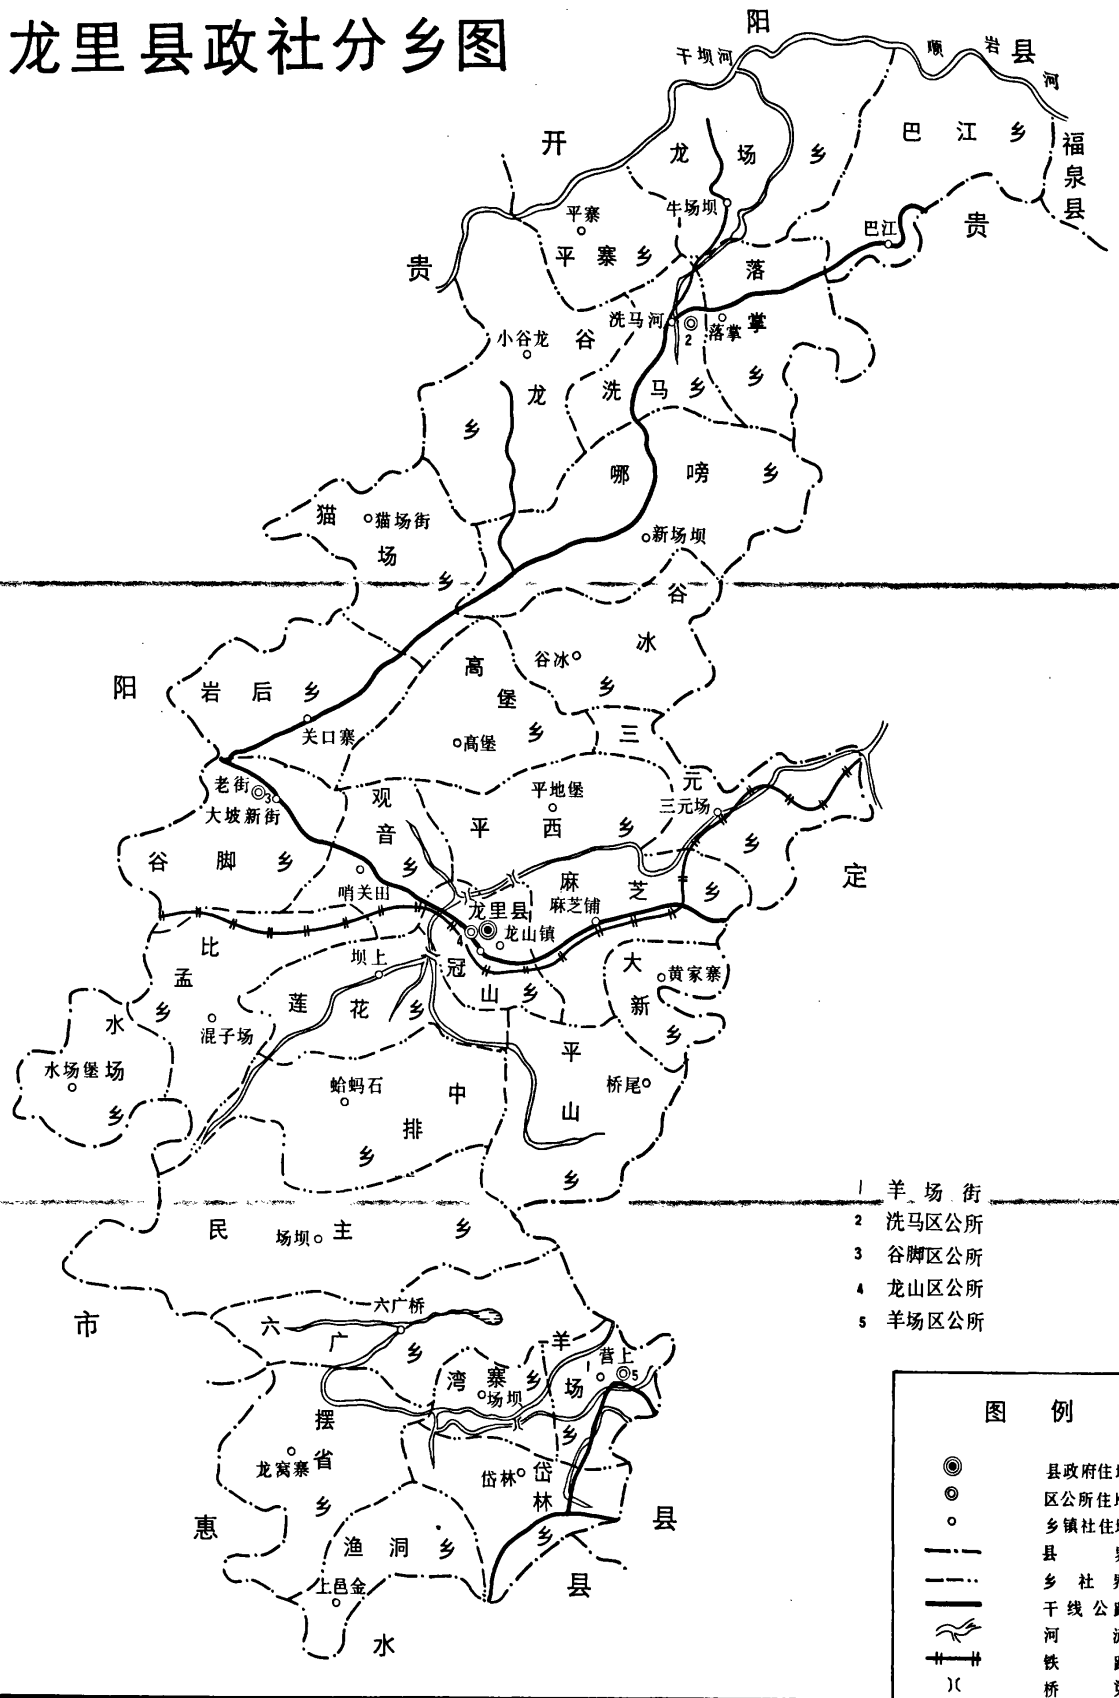 龙里县政社分乡图
阳
干坝河
顺
岩
河
县
开
龙场乡
巴江乡
福泉县
牛场坝
平寨
平寨乡
巴江
贵
贵
落掌乡
洗马河
2
落掌
小谷龙
谷龙乡
洗马乡
哪嗙乡
猫场乡
猫场街
新场坝
谷冰乡
谷冰
高堡乡
高堡
阳
岩后乡
关口寨
三元乡
三元场
老街
3
大坡新街
观音乡
平地堡
平西乡
谷脚乡
哨关田
麻芝乡
麻芝铺
定
龙里县
4
龙山镇
冠山乡
比孟乡
坝上
莲花乡
大新乡
黄家寨
水场乡
水场堡
混子场
蛤蚂石
中排乡
平山乡
桥尾
1 羊场街
2 洗马区公所
3 谷脚区公所
4 龙山区公所
5 羊场区公所
民主乡
场坝
市
六广桥
六广乡
羊场乡
营上
1
5
湾寨乡
场坝
摆省乡
龙窝寨
岱林
岱林乡
惠
县
渔洞乡
上邑金
县
水
图例
县政府住
区公所住
乡镇社住
县
乡社
干线公
河
铁
桥